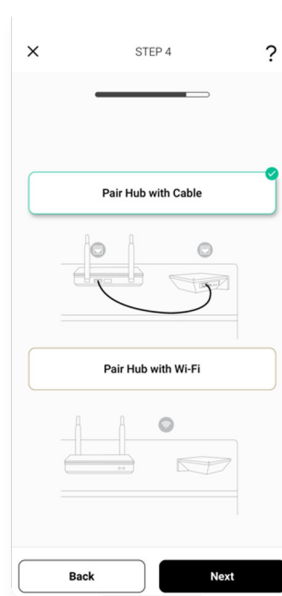 STEP 4
?
Pair Hub with Cable
Pair Hub with Wi-Fi
Back
Next